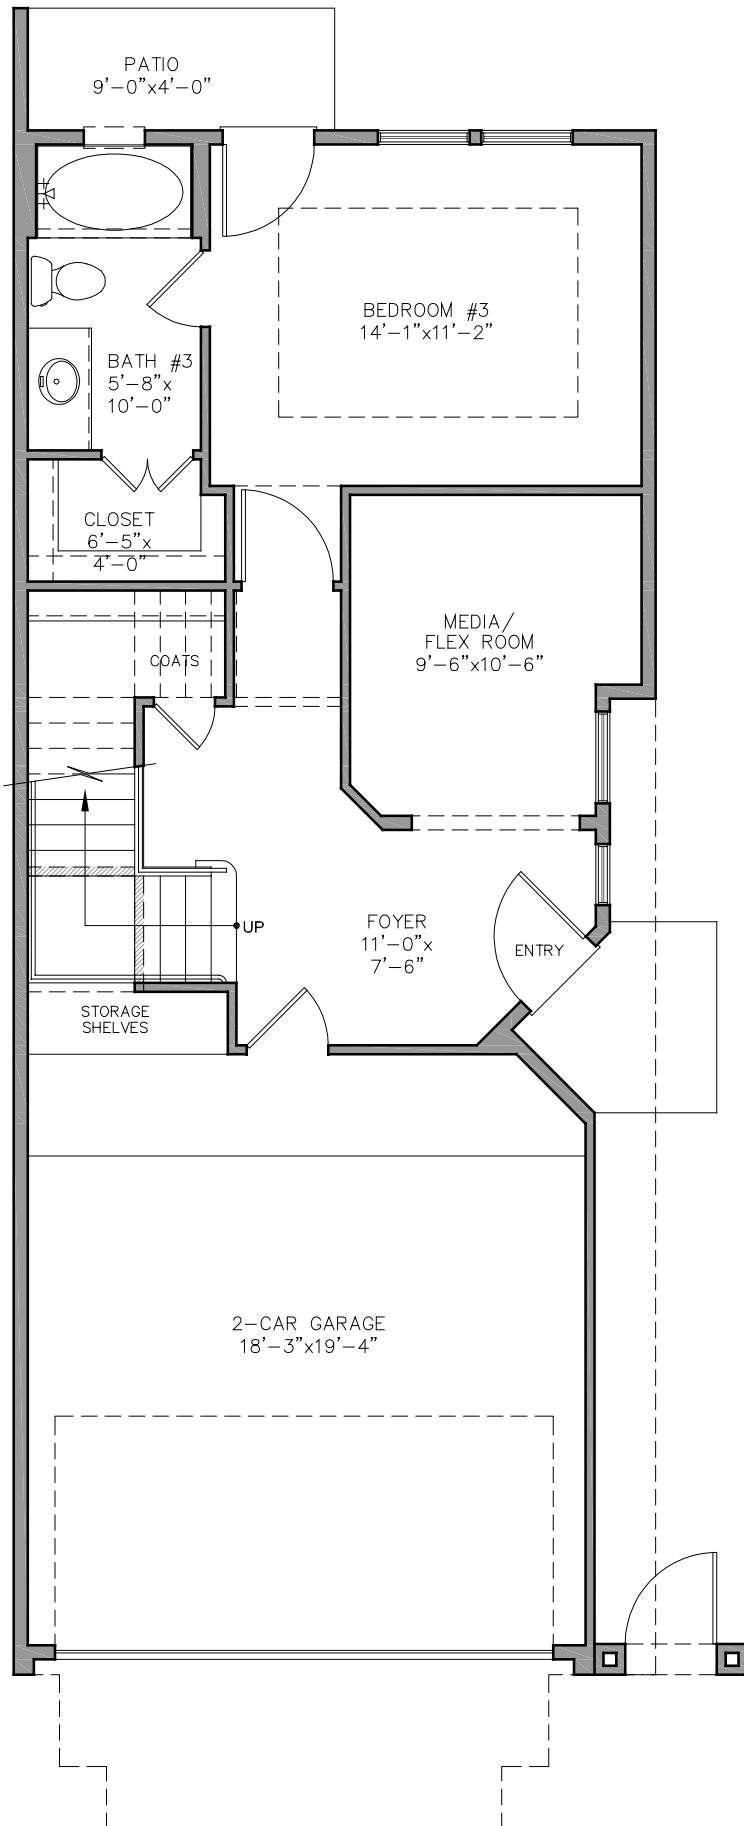 PATIO
9'-0"x4'-0"
BEDROOM #3
14'-1"x11'-2"
BATH #3
5'-8"x
10'-0"
CLOSET
6'-5"x
4'-0"
MEDIA/
FLEX ROOM
9'-6"x10'-6"
COATS
FOYER
11'-0"x
7'-6"
ENTRY
UP
STORAGE
SHELVES
2-CAR GARAGE
18'-3"x19'-4"